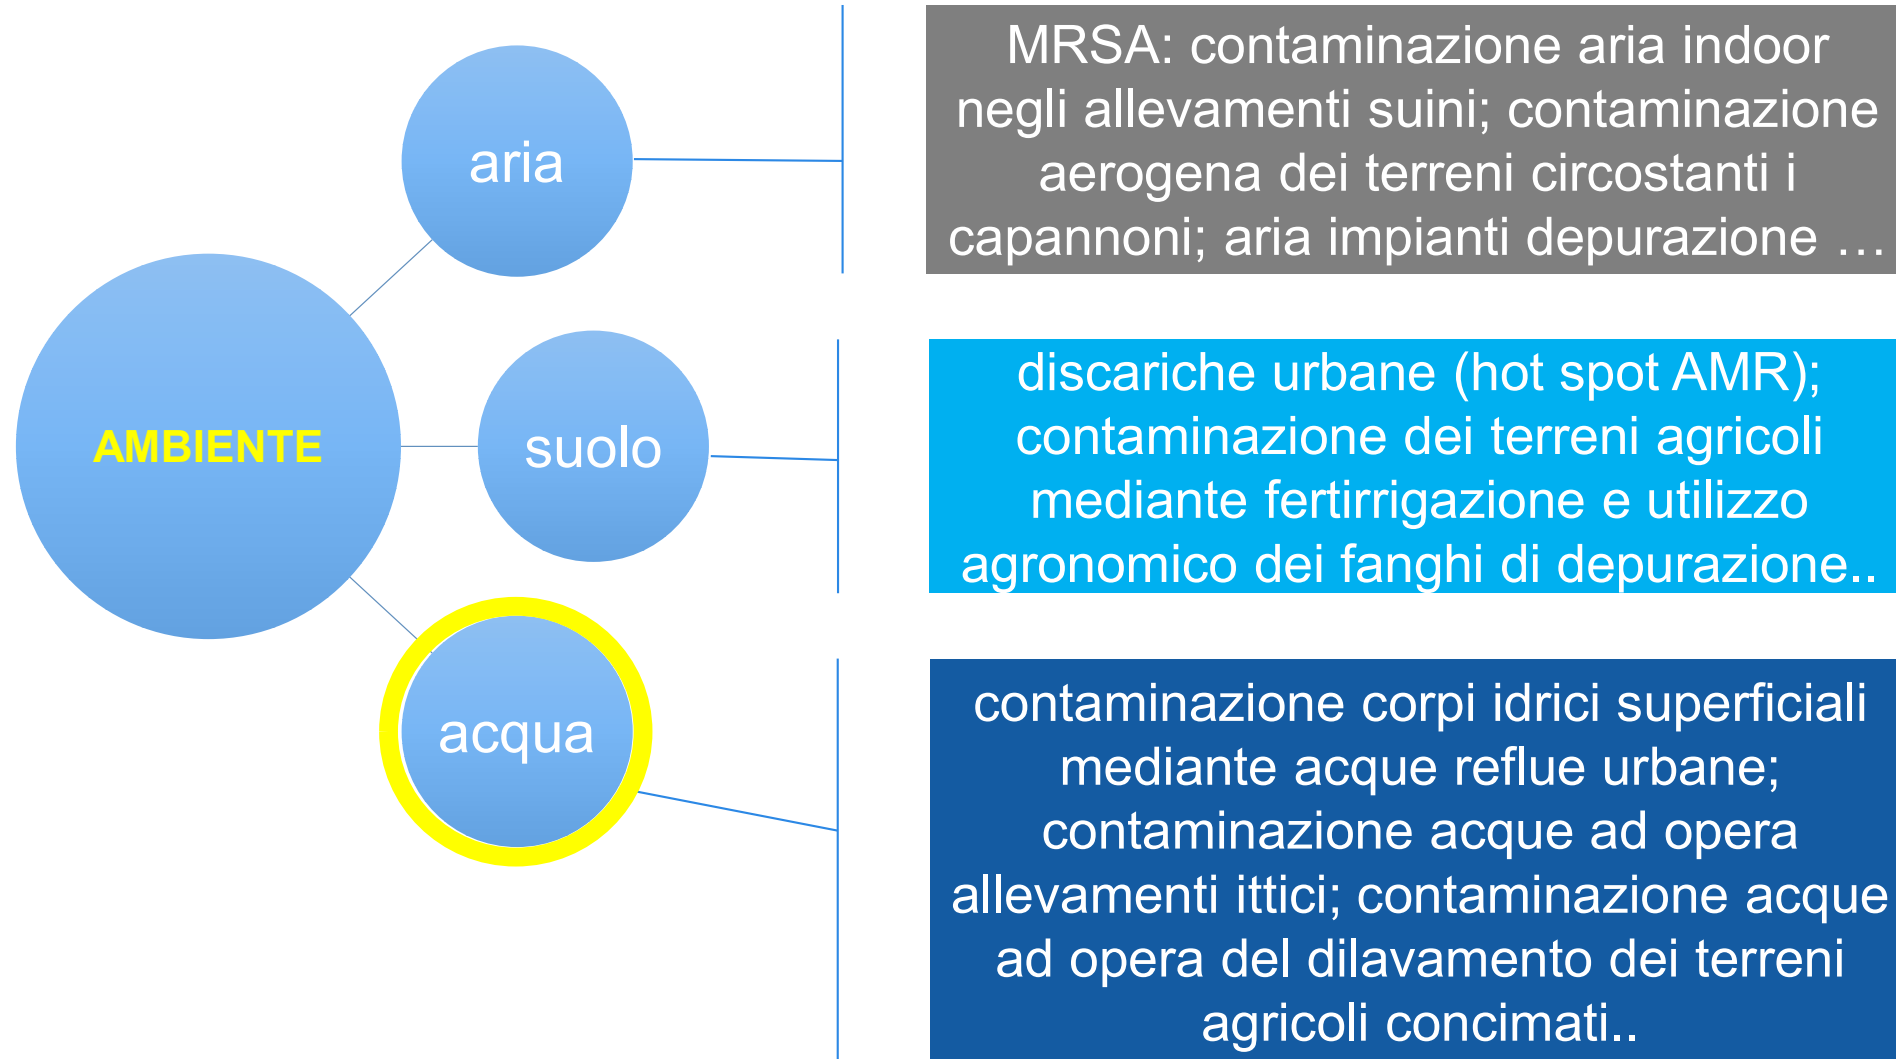 AMBIENTE
aria
MRSA: contaminazione aria indoor
negli allevamenti suini; contaminazione
aerogena dei terreni circostanti i
capannoni; aria impianti depurazione …
suolo
discariche urbane (hot spot AMR);
contaminazione dei terreni agricoli
mediante fertirrigazione e utilizzo
agronomico dei fanghi di depurazione..
acqua
contaminazione corpi idrici superficiali
mediante acque reflue urbane;
contaminazione acque ad opera
allevamenti ittici; contaminazione acque
ad opera del dilavamento dei terreni
agricoli concimati..